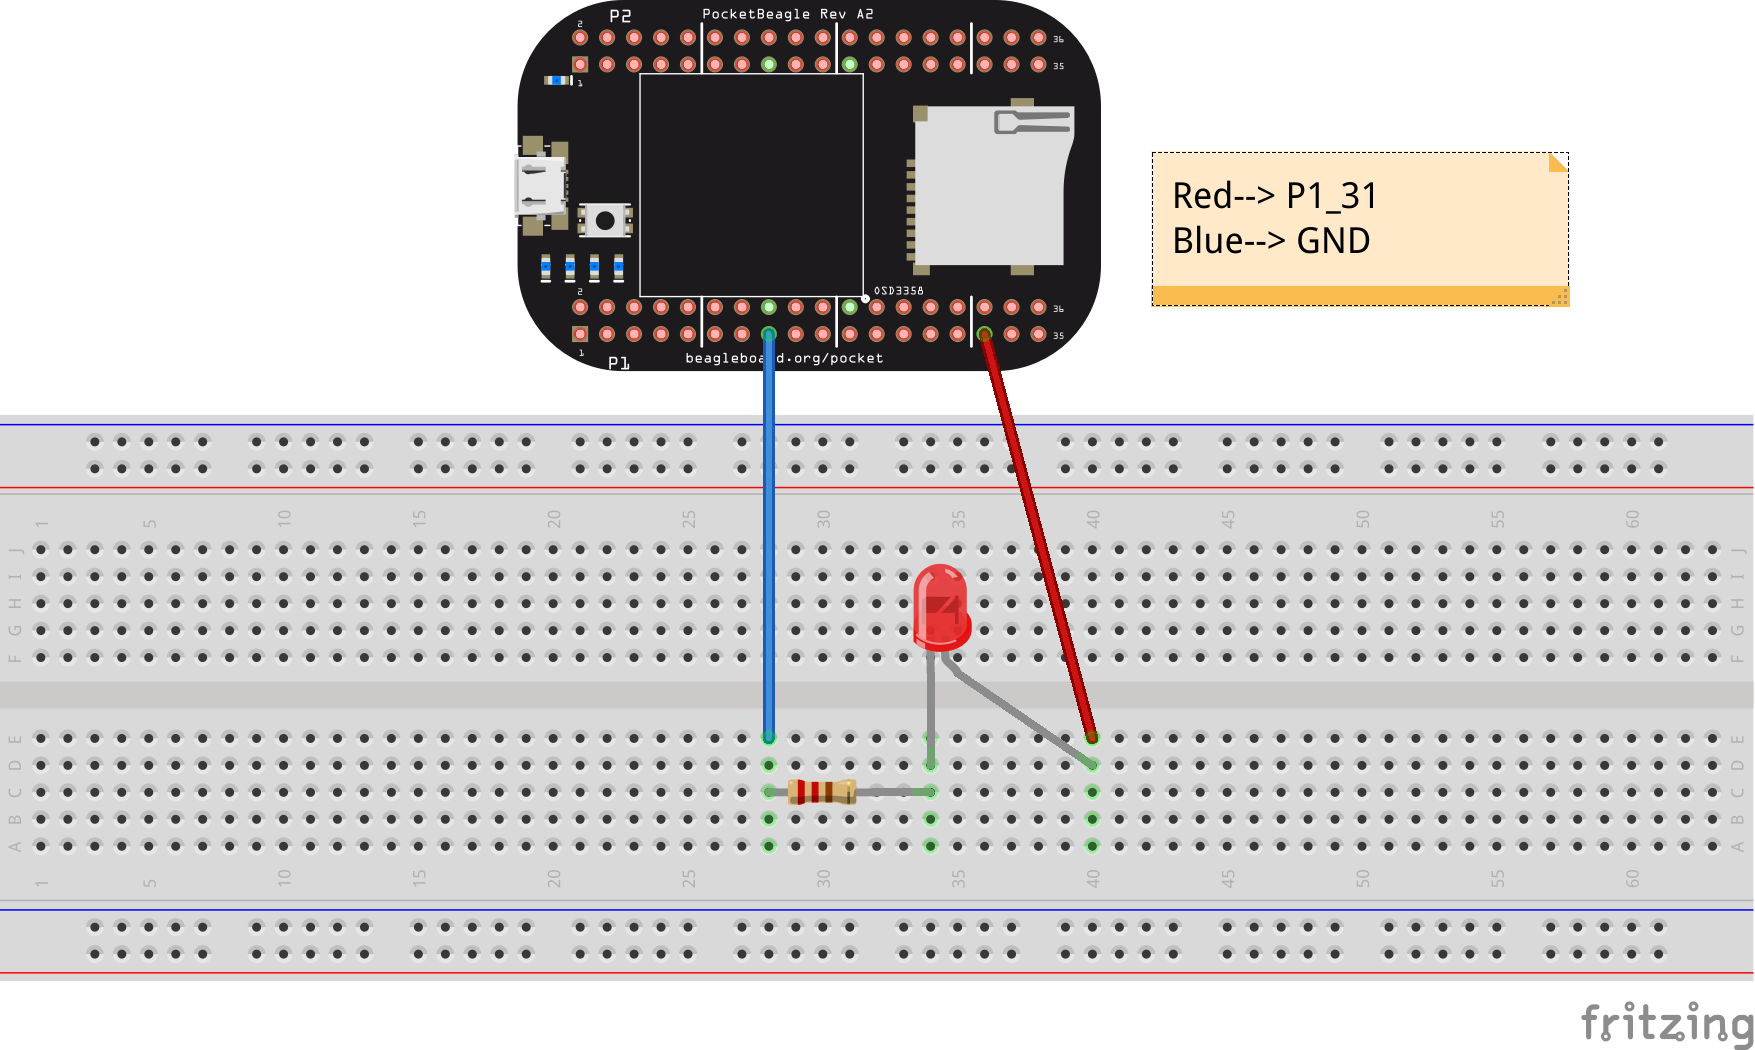 P2
PocketBeagle Rev A2
2
36
35
1
Red--> P1_31
Blue--> GND
OSD3358
2
36
35
1
P1
beagleboa d.org/pocket
1 5 10 15 20 25 30 35 40 45 50 55 60
J J
I I
H H
G G
F F
E E
D D
C C
B B
A A
1 5 10 15 20 25 30 35 40 45 50 55 60
fritzing